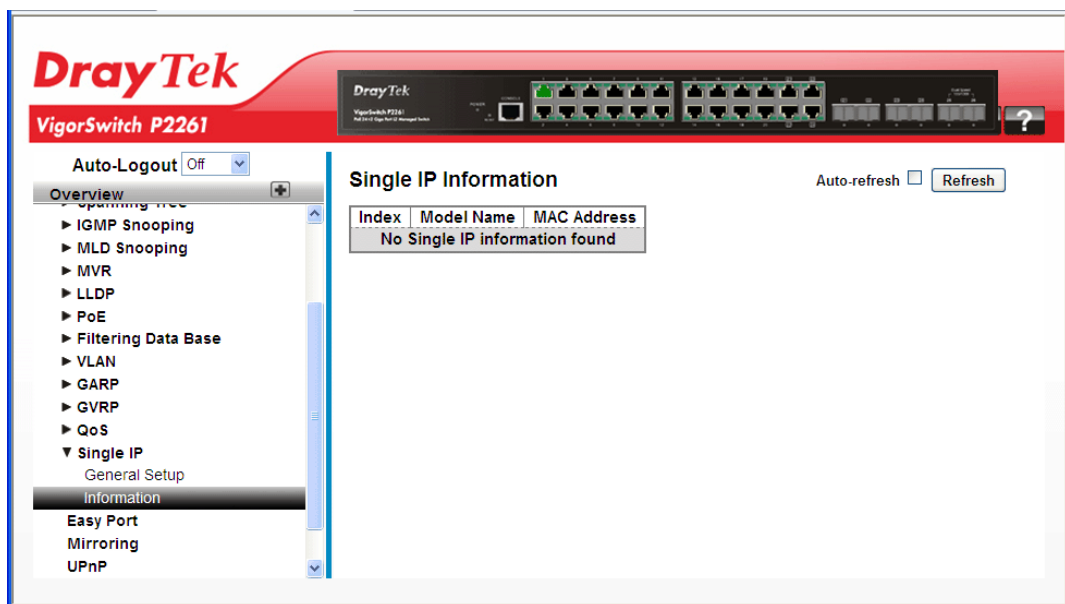 DrayTek
VigorSwitch P2261
DrayTek
VigorSwitch P2261
?
Auto-Logout Off
Overview
Spanning Tree
IGMP Snooping
MLD Snooping
MVR
LLDP
PoE
Filtering Data Base
VLAN
GARP
GVRP
QoS
Single IP
General Setup
Information
Easy Port
Mirroring
UPnP
Single IP Information
Auto-refresh Refresh
Index Model Name MAC Address
No Single IP information found